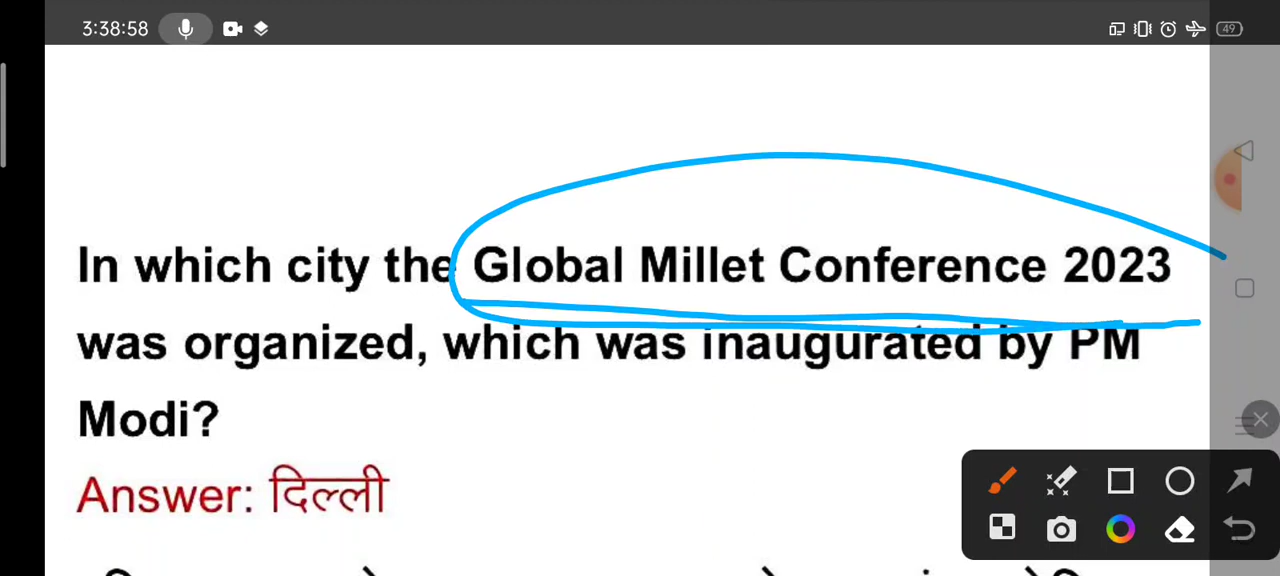 3:38:58
49
In which city the Global Millet Conference 2023
was organized, which was inaugurated by PM
Modi?
Answer: दिल्ली